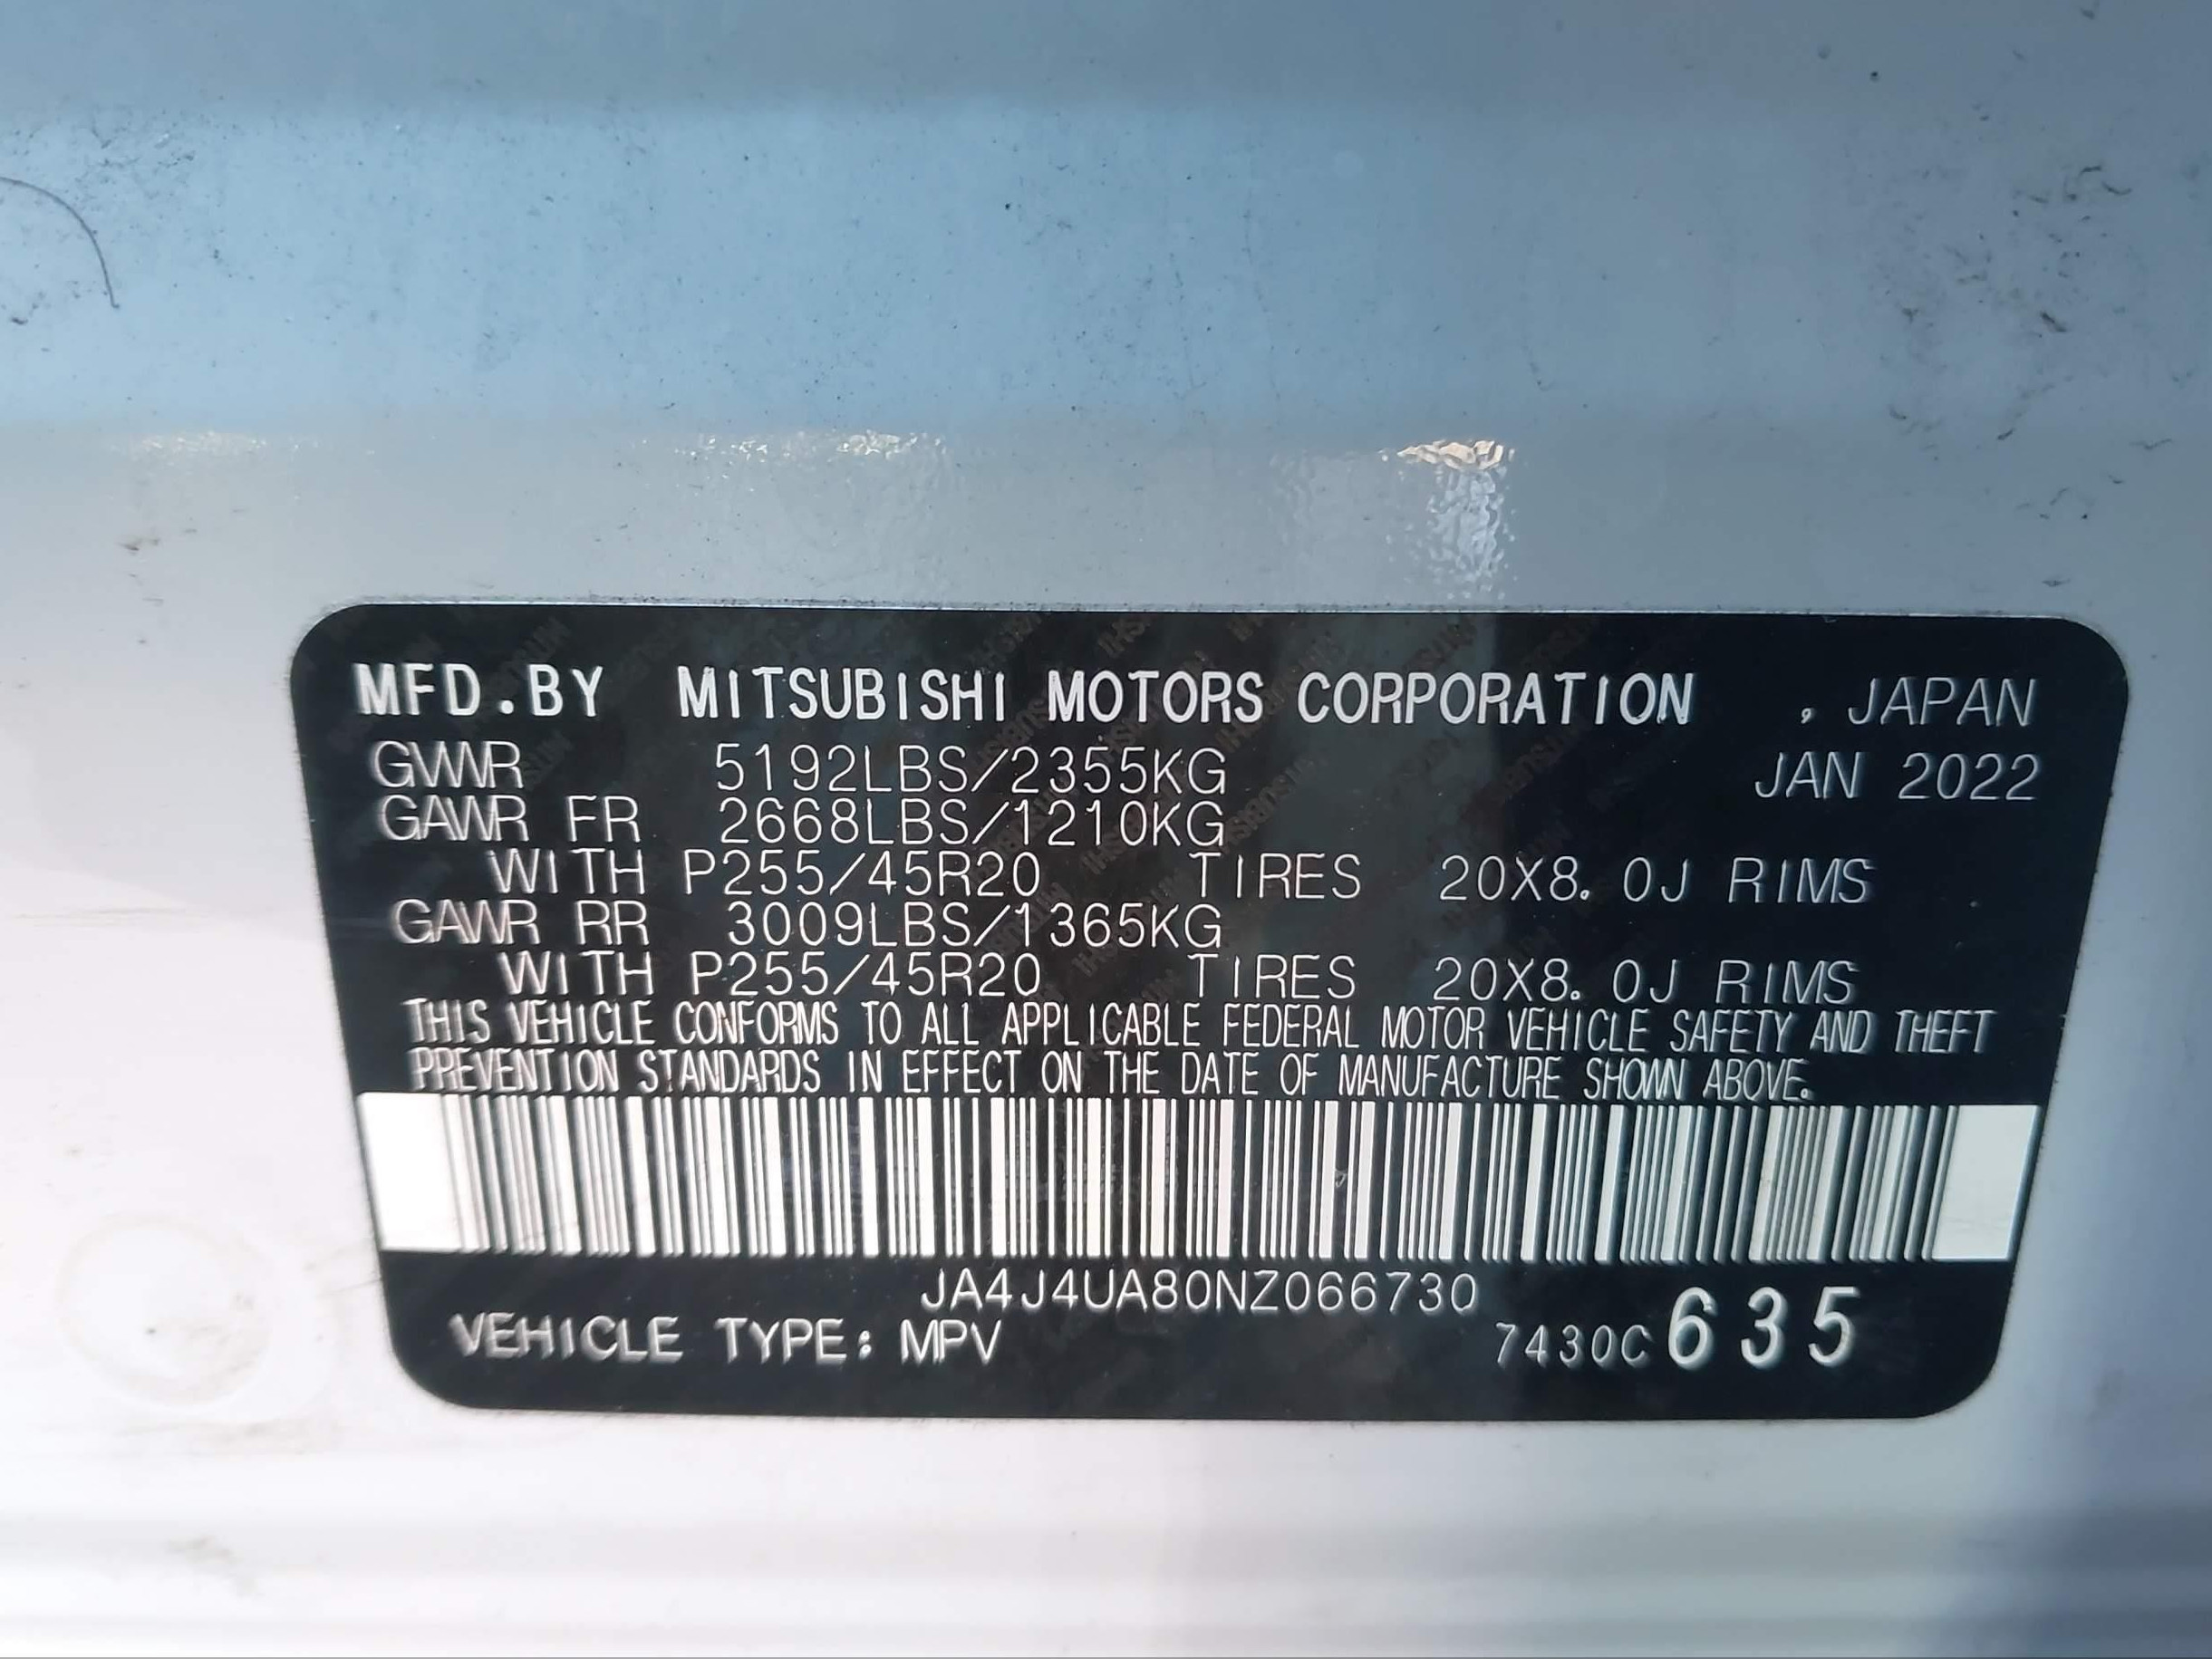 MFD.BY MITSUBISHI MOTORS CORPORATION , JAPAN
GVWR 5192LBS/2355KG JAN 2022
GAWR FR 2668LBS/1210KG
WITH P255/45R20 TIRES 20X8.0J RIMS
GAWR RR 3009LBS/1365KG
WITH P255/45R20 TIRES 20X8.0J RIMS
THIS VEHICLE CONFORMS TO ALL APPLICABLE FEDERAL MOTOR VEHICLE SAFETY AND THEFT
PREVENTION STANDARDS IN EFFECT ON THE DATE OF MANUFACTURE SHOWN ABOVE.
JA4J4UA80NZ066730
VEHICLE TYPE: MPV 7430C635